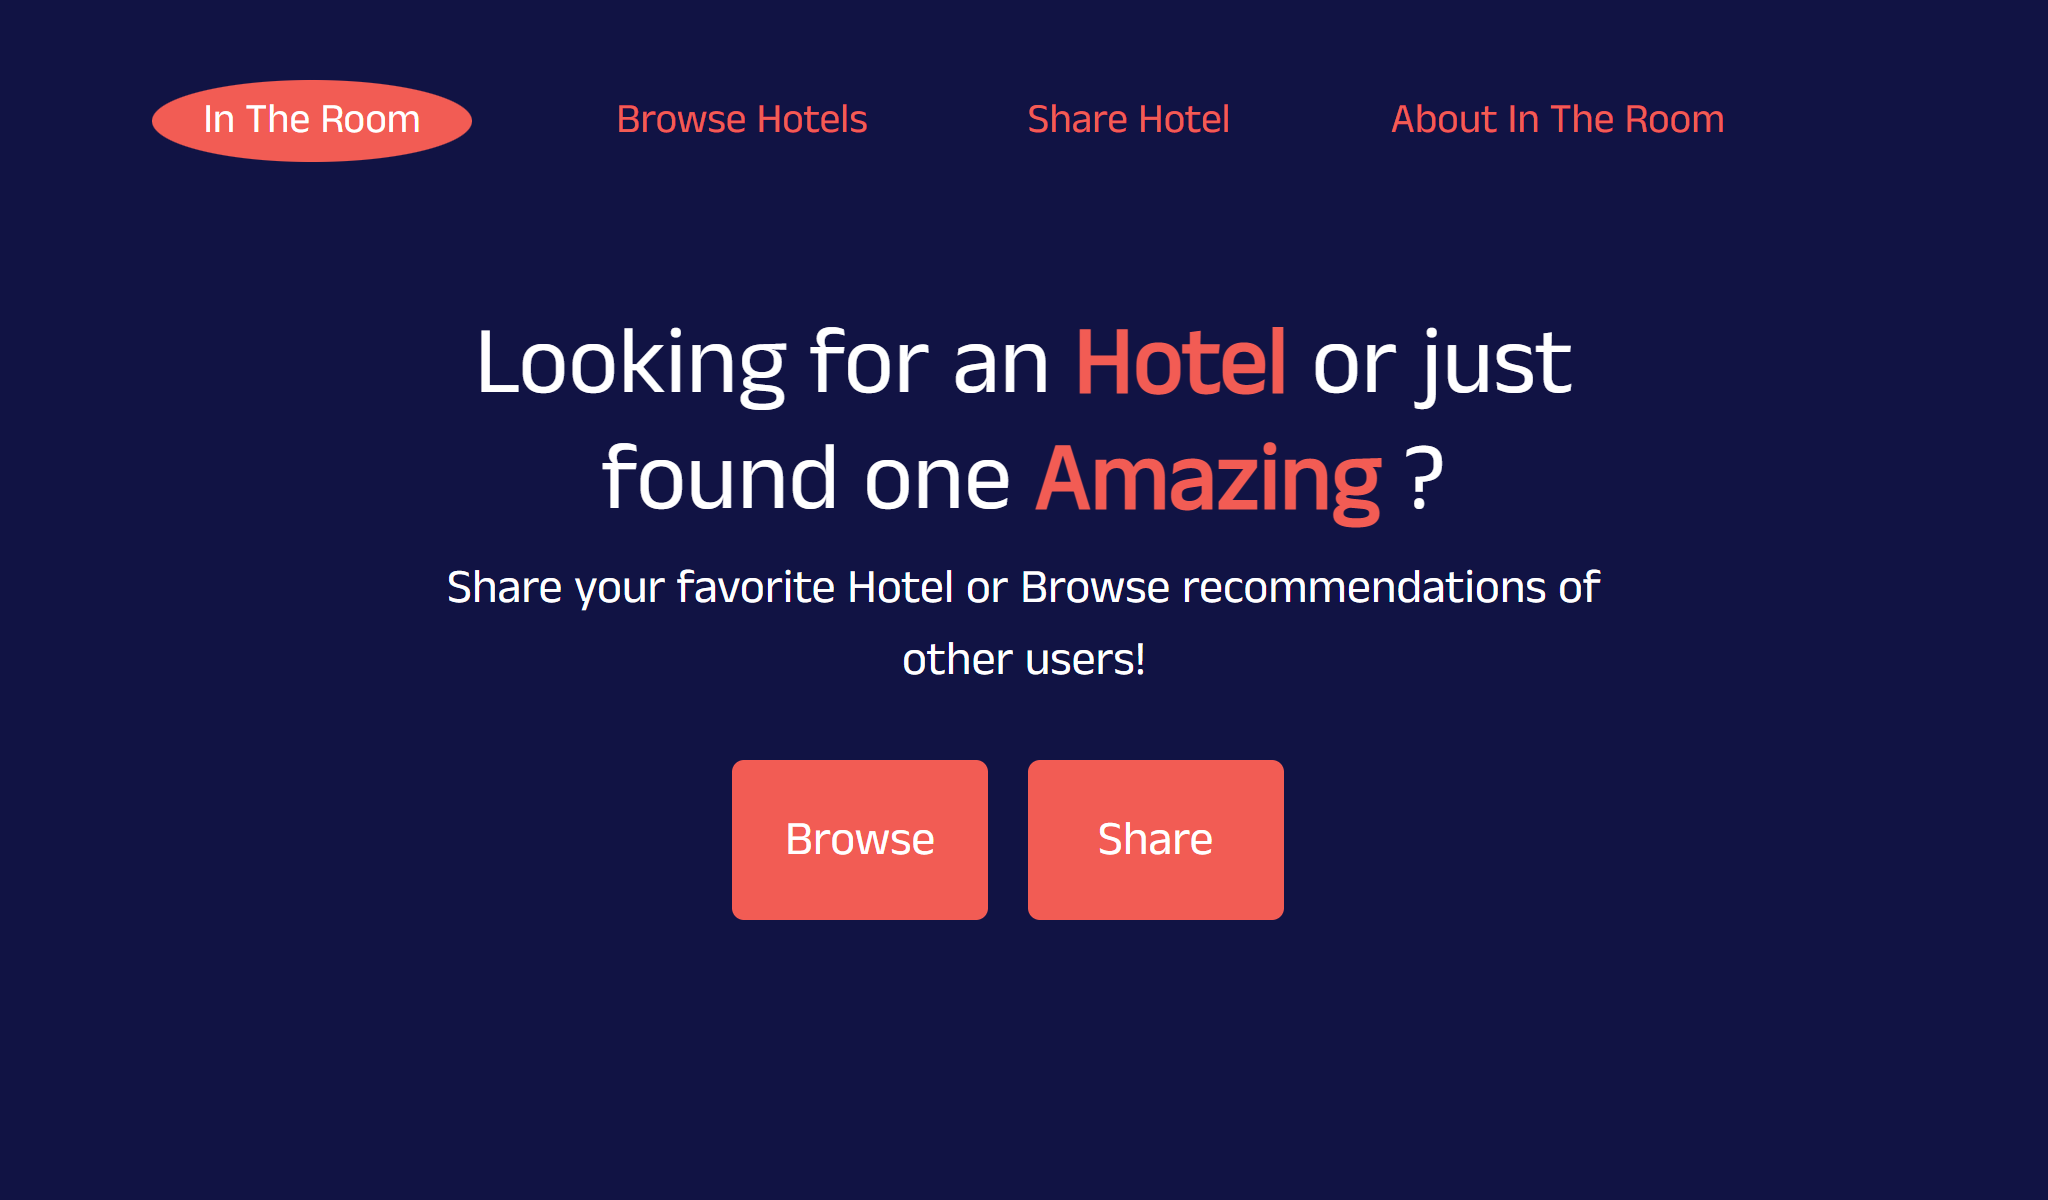 In The Room
Browse Hotels
Share Hotel
About In The Room
Looking for an Hotel or just
found one Amazing ?
Share your favorite Hotel or Browse recommendations of
other users!
Browse
Share